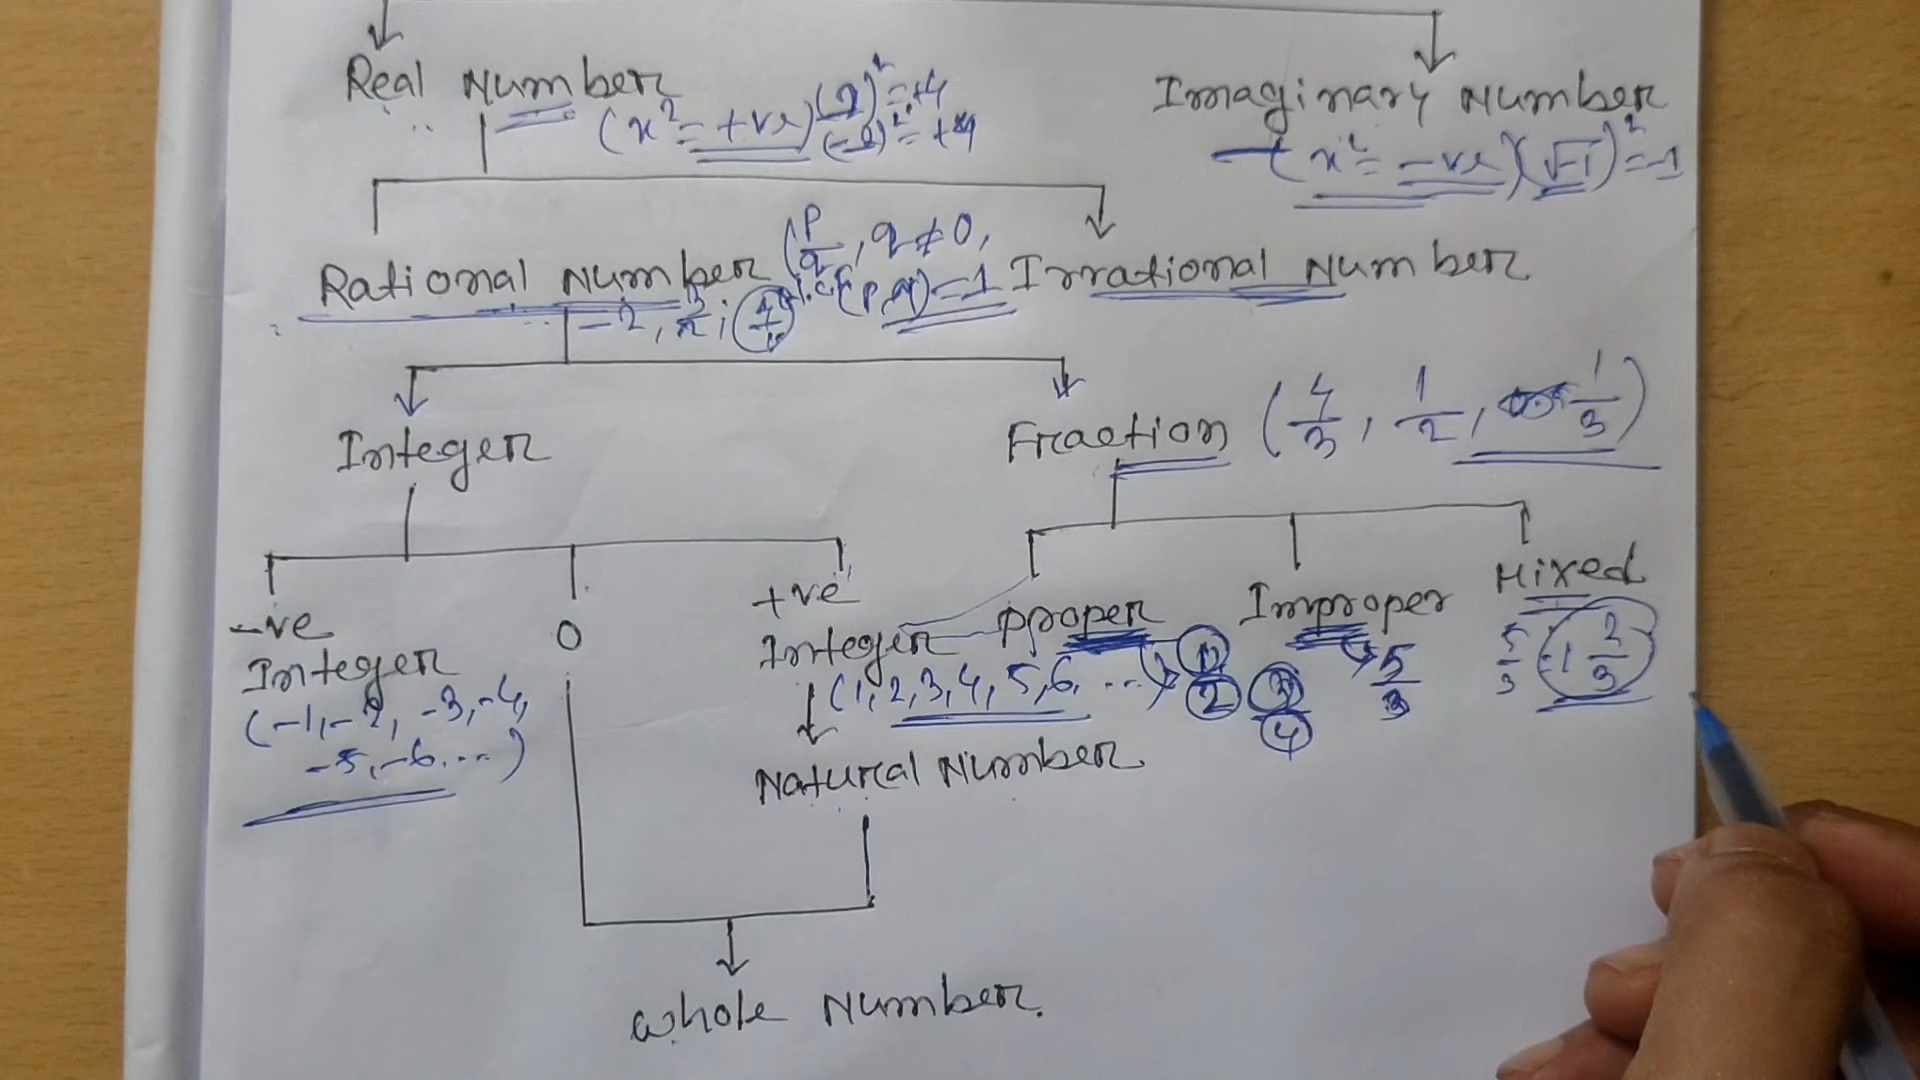 Real Number
(x² = +ve) (2)² = +4
(-2)² = +4
Imaginary Number
(x² = -ve) (√-1)² = -1
Rational Number (p/q, q ≠ 0,
(p, q) = 1
Irrational Number
-2, 
Integer
Fraction (4/3, 1/2, 1/3)
-ve
Integer
(-1, -2, -3, -4,
-5, -6, ...)
0
+ve
Integer
(1, 2, 3, 4, 5, 6, ...)
Natural Number
Proper
1/2 3/4
Improper
5/3
Mixed
5/3 = 1 2/3
Whole Number.